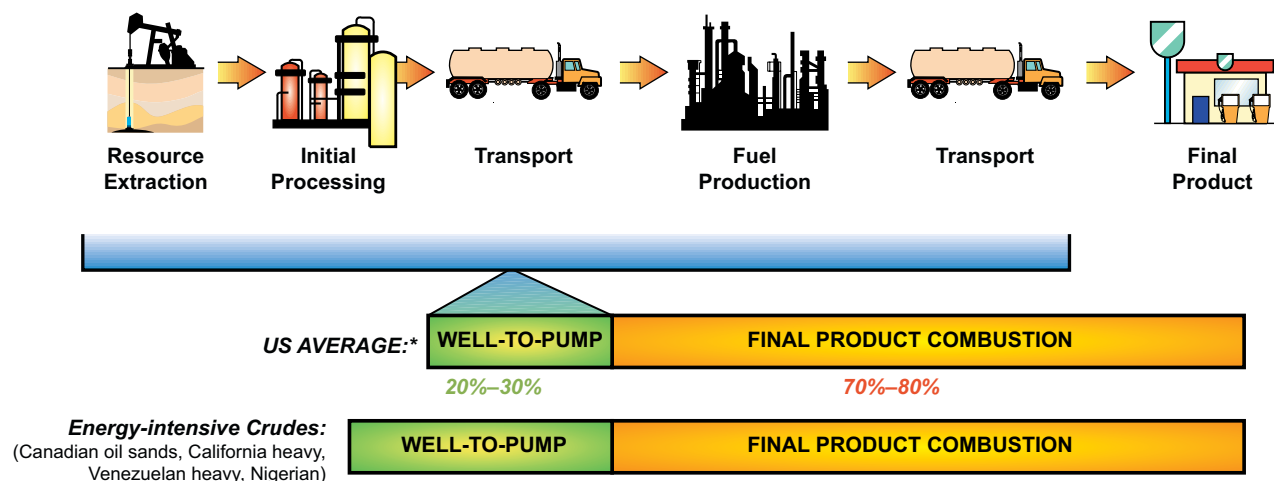 Resource
Extraction
Initial
Processing
Transport
Fuel
Production
Transport
Final
Product
US AVERAGE:*
WELL-TO-PUMP
FINAL PRODUCT COMBUSTION
20%–30%
70%–80%
Energy-intensive Crudes:
(Canadian oil sands, California heavy,
Venezuelan heavy, Nigerian)
WELL-TO-PUMP
FINAL PRODUCT COMBUSTION